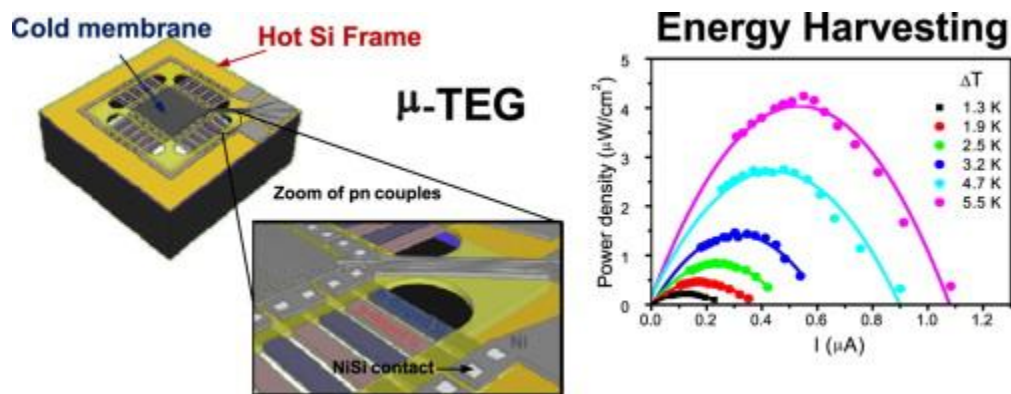 Cold membrane
Hot Si Frame
μ-TEG
Zoom of pn couples
NiSi contact
Ni
Energy Harvesting
Power density (μW/cm²)
5
4
3
2
1
0
0.0 0.2 0.4 0.6 0.8 1.0 1.2
I (μA)
ΔT
1.3 K
1.9 K
2.5 K
3.2 K
4.7 K
5.5 K